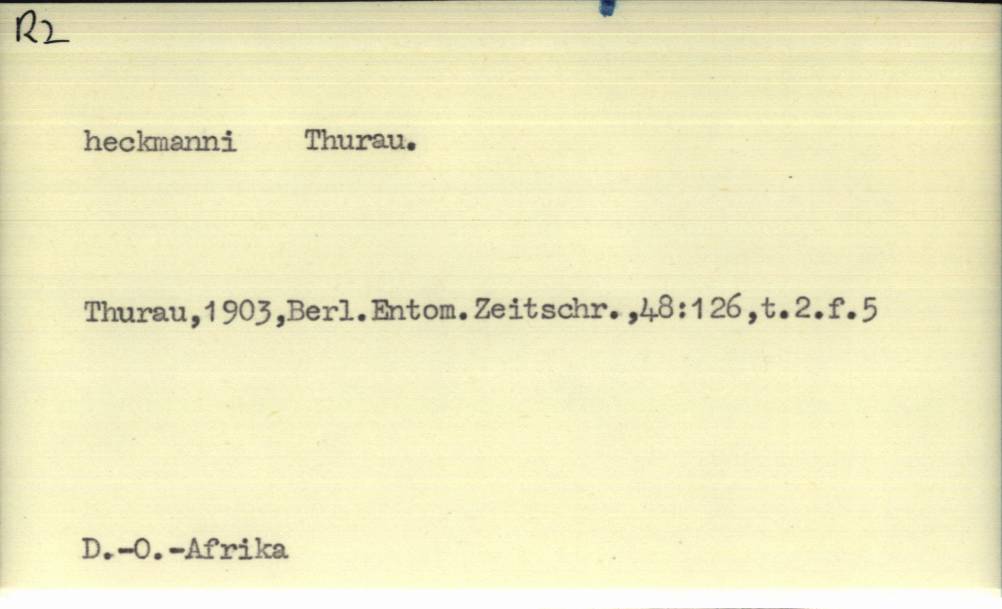 R2
heckmanni Thurau.
Thurau,1903,Berl.Entom.Zeitschr.,48:126,t.2.f.5
D.-O.-Afrika